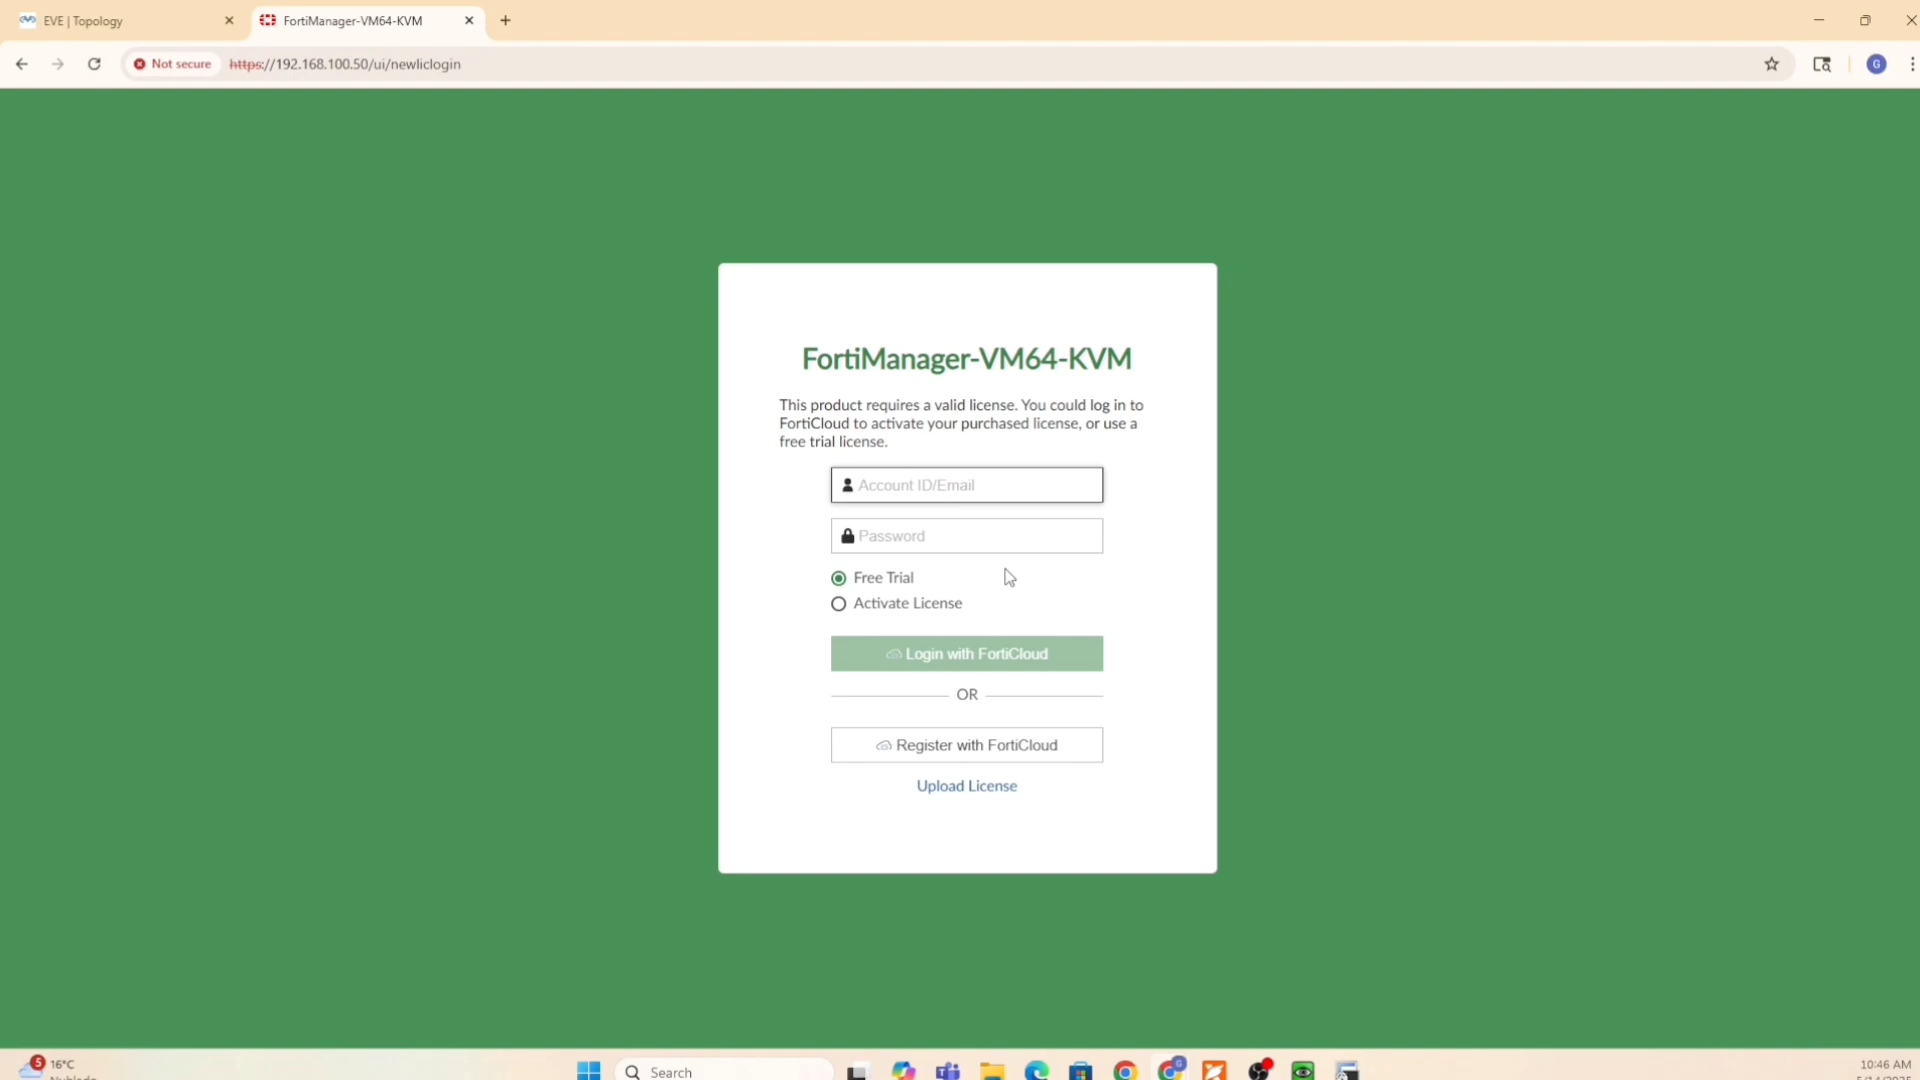 EVE | Topology
FortiManager-VM64-KVM
Not secure
https://192.168.100.50/ui/newliclogin
G
FortiManager-VM64-KVM
This product requires a valid license. You could log in to
FortiCloud to activate your purchased license, or use a
free trial license.
Account ID/Email
Password
Free Trial
Activate License
Login with FortiCloud
OR
Register with FortiCloud
Upload License
5
16°C
Search
G
10:46 AM